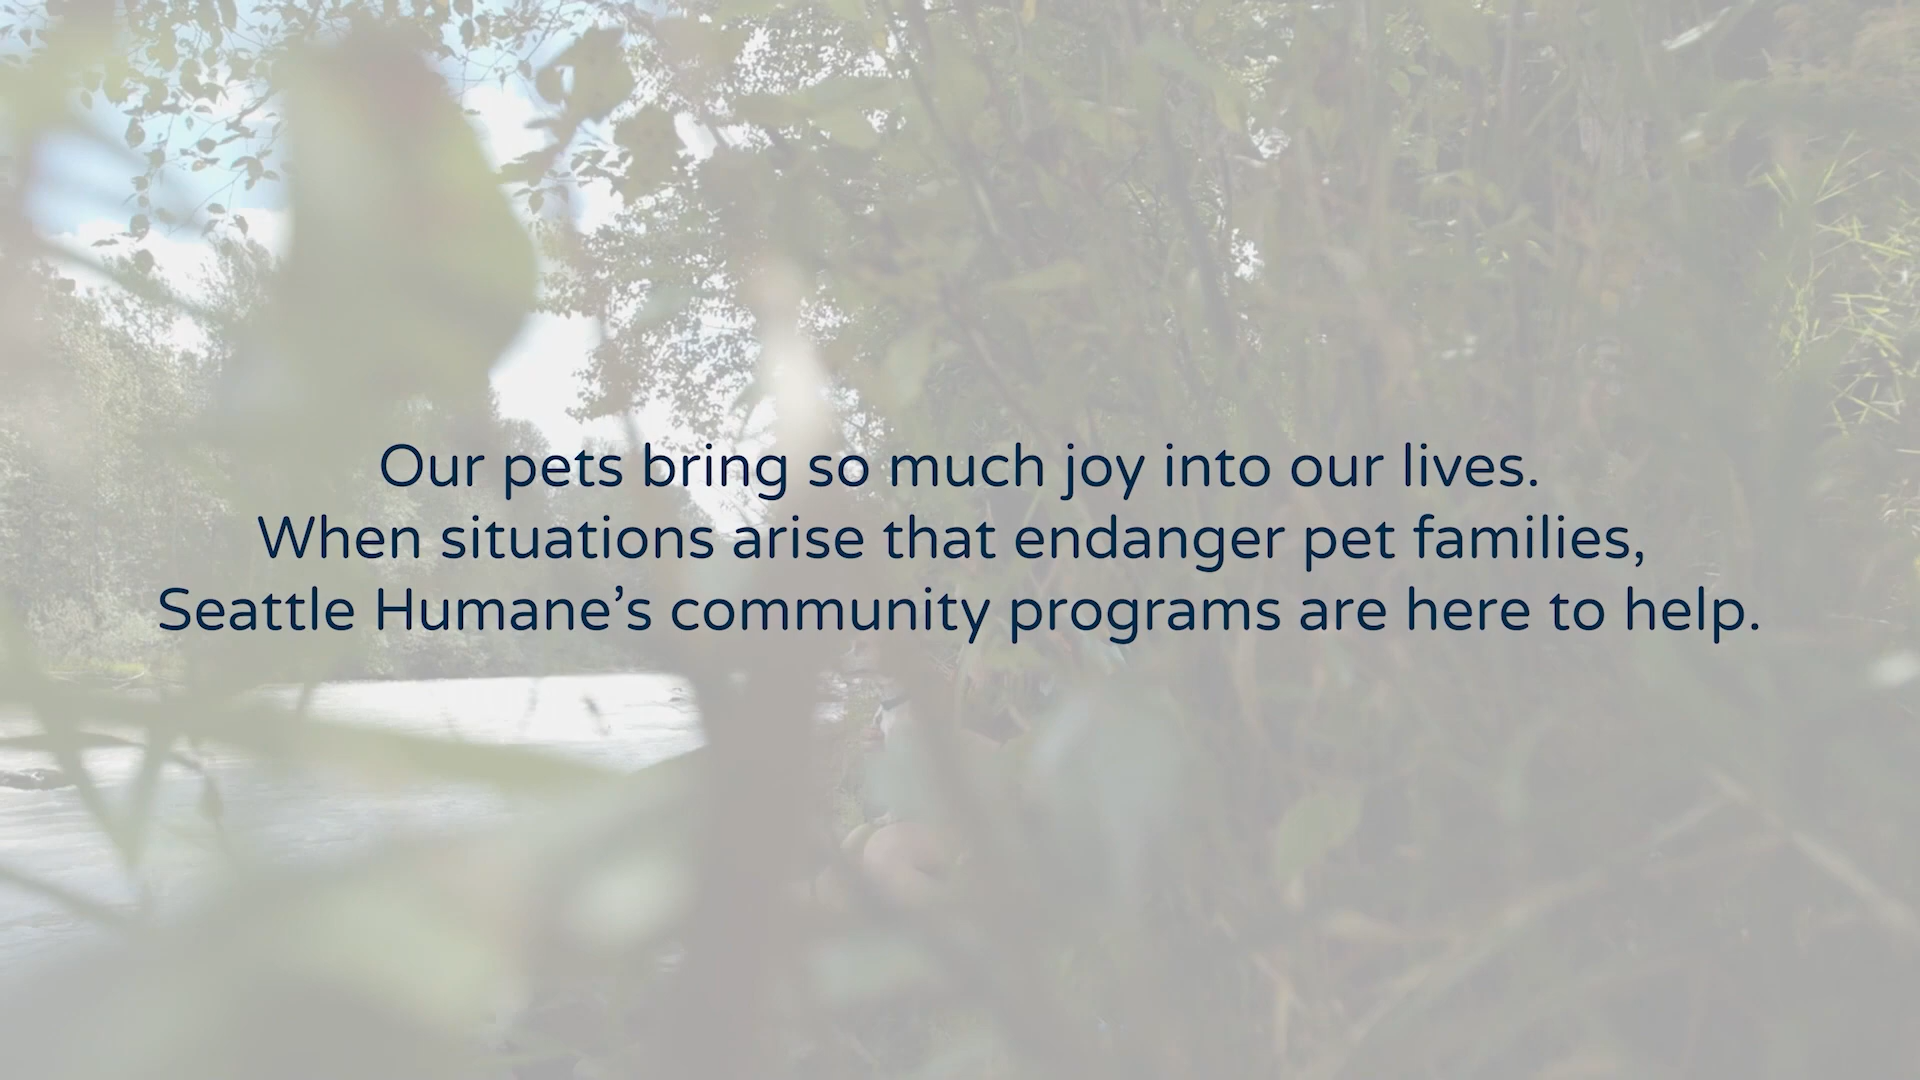 Our pets bring so much joy into our lives.
When situations arise that endanger pet families,
Seattle Humane’s community programs are here to help.